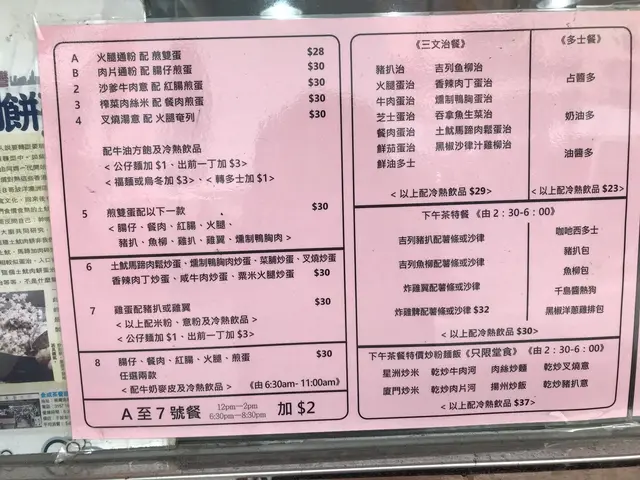 A 火腿通粉 配 煎雙蛋 $28
B 肉片通粉 配 腸仔煎蛋 $30
2 沙爹牛肉意 配 紅腸煎蛋 $30
3 榨菜肉絲米 配 餐肉煎蛋 $30
4 叉燒湯意 配 火腿奄列 $30
配牛油方飽及冷熱飲品
< 公仔麵加 $1、出前一丁加 $3 >
< 福麵或烏冬加 $3 >、< 轉多士加 $1 >
5 煎雙蛋配以下一款 $30
< 腸仔、餐肉、紅腸、火腿、
豬扒、魚柳、雞扒、雞翼、燻制鴨胸肉 >
6 土魷馬蹄肉鬆炒蛋、燻制鴨胸肉炒蛋、菜脯炒蛋、叉燒炒蛋
香辣肉丁炒蛋、咸牛肉炒蛋、粟米火腿炒蛋 $30
7 雞蛋配豬扒或雞翼 $30
< 以上配米粉、意粉及冷熱飲品 >
< 公仔麵加 $1、出前一丁加 $3 >
8 腸仔、餐肉、紅腸、火腿、煎蛋 $30
任選兩款
< 配牛奶麥皮及冷熱飲品 > 《由 6:30am- 11:00am》
A 至 7 號餐 12pm—2pm 6:30pm—8:30pm 加 $2
《三文治餐》
豬扒治 吉列魚柳治
火腿蛋治 香辣肉丁蛋治
牛肉蛋治 燻制鴨胸蛋治
芝士蛋治 吞拿魚生菜治
餐肉蛋治 土魷馬蹄肉鬆蛋治
鮮茄蛋治 黑椒沙律汁雞柳治
鮮油多士
< 以上配冷熱飲品 $29 >
《多士餐》
占醬多
奶油多
油醬多
< 以上配冷熱飲品 $23 >
下午茶特餐 《由 2：30-6：00》
吉列豬扒配薯條或沙律
吉列魚柳配薯條或沙律
炸雞翼配薯條或沙律
炸雞髀配薯條或沙律 $32
咖哋西多士
豬扒包
魚柳包
千島醬熱狗
黑椒洋蔥雞排包
< 以上配冷熱飲品 $30 >
下午茶餐特價炒粉麵飯《只限堂食》《由 2：30-6：00》
星洲炒米 乾炒牛河 肉絲炒麵 乾炒叉燒意
廈門炒米 乾炒肉片河 揚州炒飯 乾炒豬扒意
< 以上配冷熱飲品 $37 >